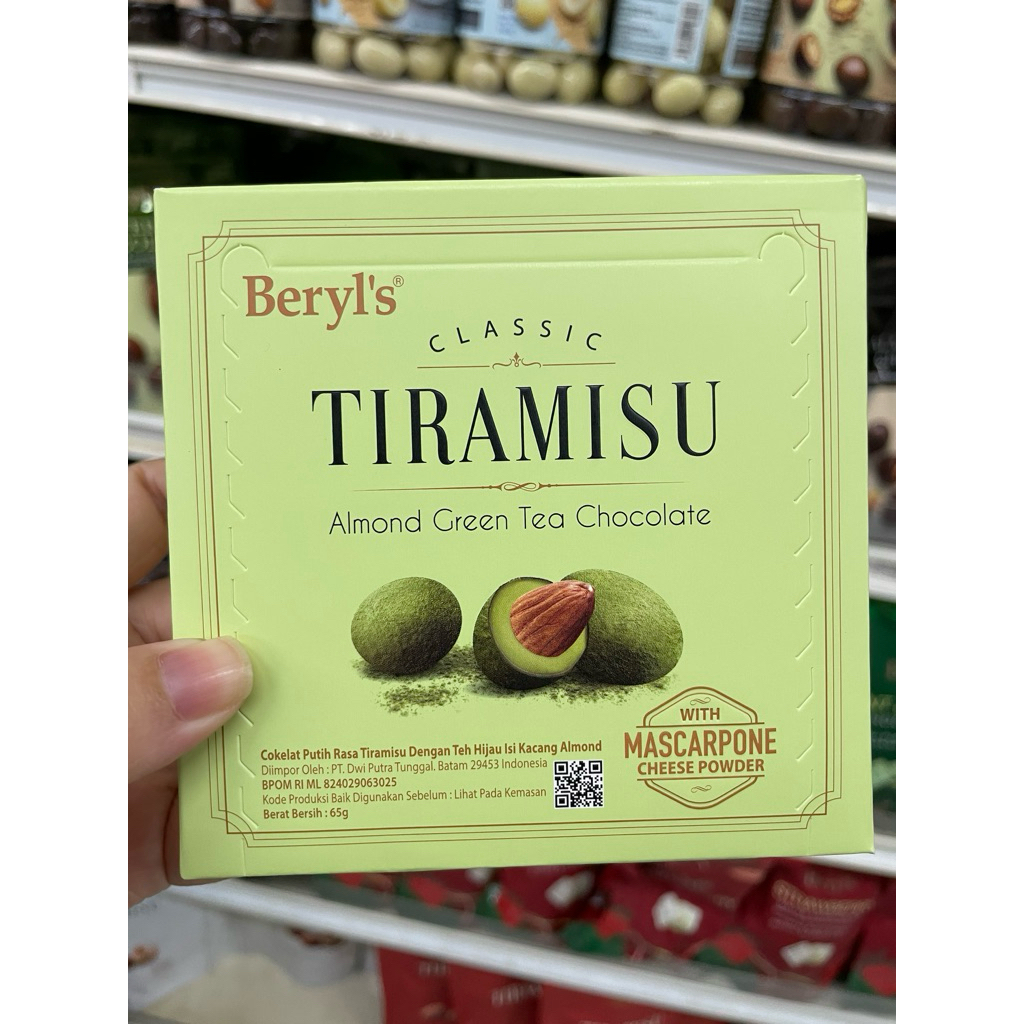 Beryl's®
CLASSIC
TIRAMISU
Almond Green Tea Chocolate
WITH
MASCARPONE
CHEESE POWDER
Cokelat Putih Rasa Tiramisu Dengan Teh Hijau Isi Kacang Almond
Diimpor Oleh : PT. Dwi Putra Tunggal. Batam 29453 Indonesia
BPOM RI ML 824029063025
Kode Produksi Baik Digunakan Sebelum : Lihat Pada Kemasan
Berat Bersih : 65g